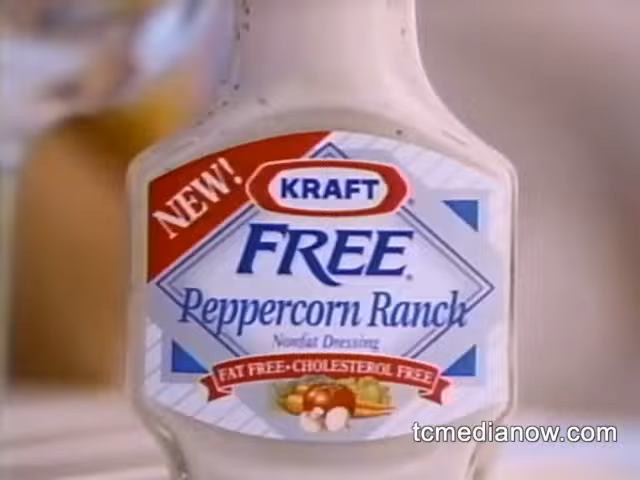 NEW!
KRAFT
FREE
Peppercorn Ranch
Nonfat Dressing
FAT FREE • CHOLESTEROL FREE
tcmedianow.com